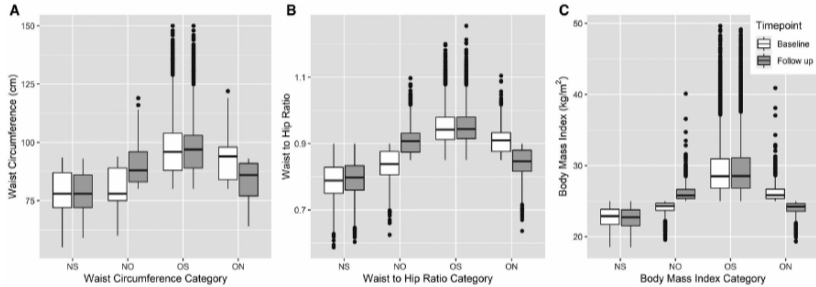 A
B
C
Waist Circumference (cm)
150
125
100
75
NS
NO
OS
ON
Waist Circumference Category
Waist to Hip Ratio
1.1
0.9
0.7
NS
NO
OS
ON
Waist to Hip Ratio Category
Body Mass Index (kg/m²)
50
40
30
20
NS
NO
OS
ON
Body Mass Index Category
Timepoint
Baseline
Follow up